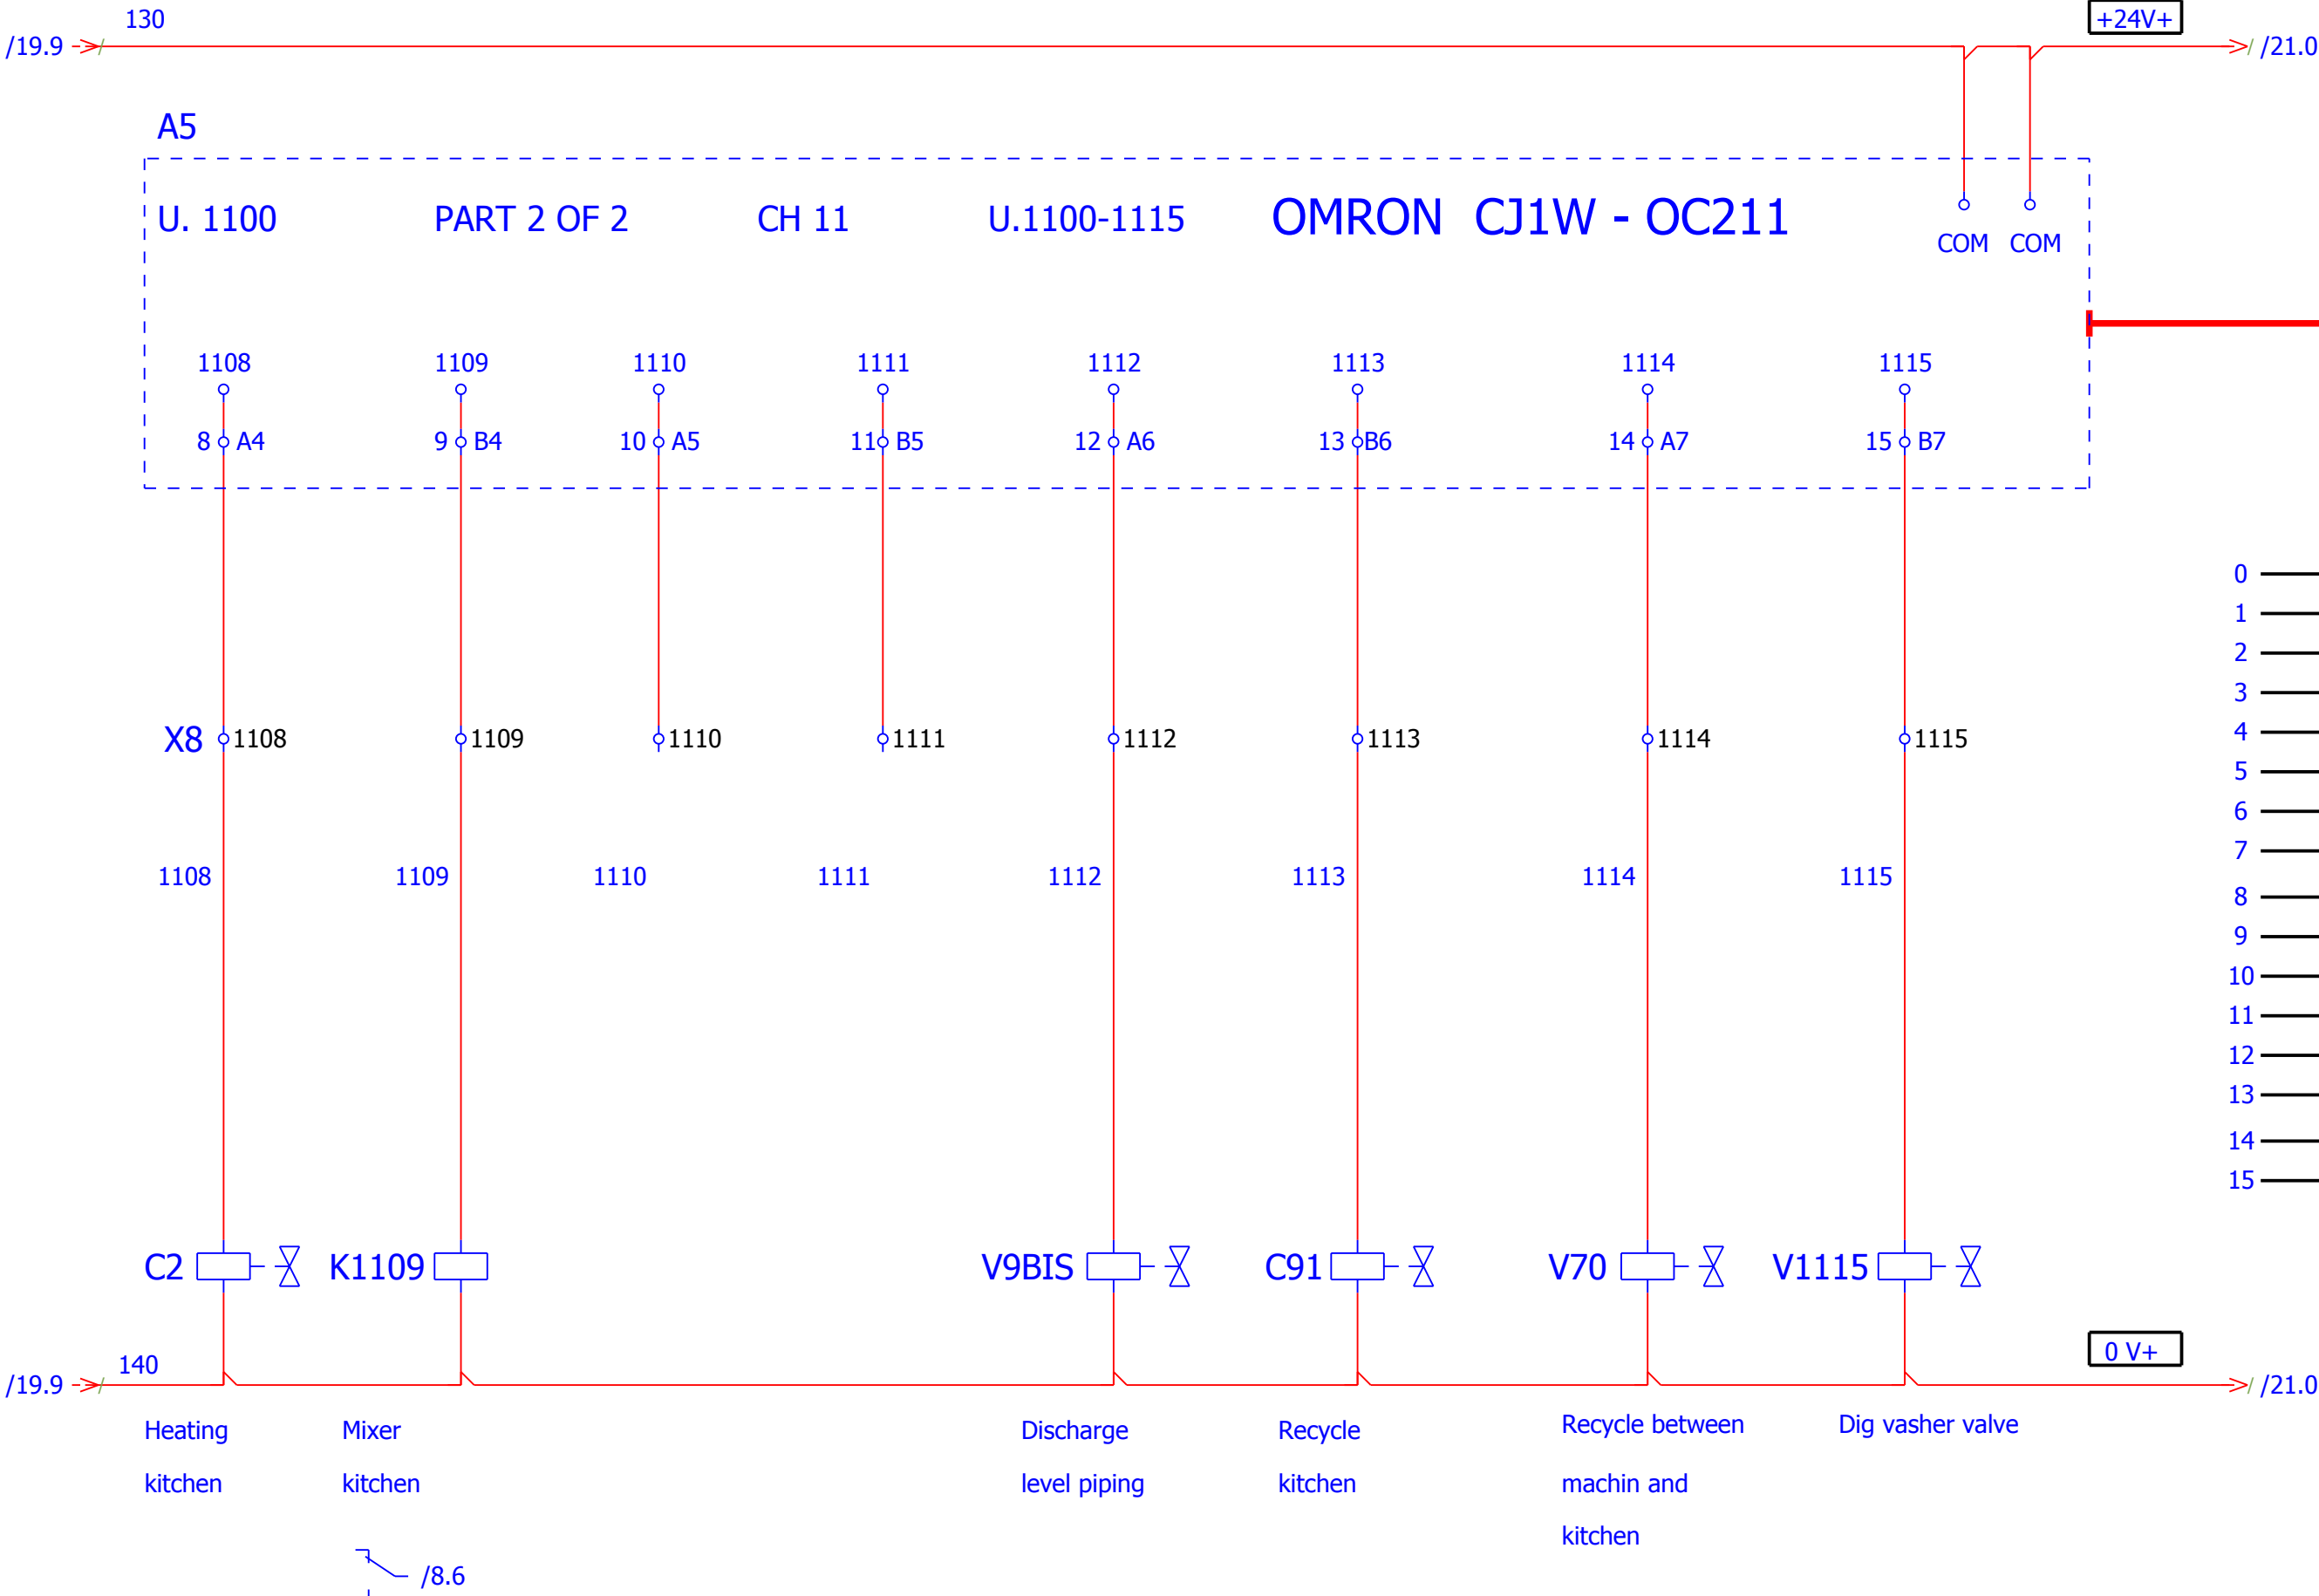 130
+24V+
/19.9
/21.0
A5
U. 1100 PART 2 OF 2 CH 11 U.1100-1115 OMRON CJ1W - OC211
COM COM
1108 1109 1110 1111 1112 1113 1114 1115
8 A4 9 B4 10 A5 11 B5 12 A6 13 B6 14 A7 15 B7
0
1
2
3
4
5
6
7
8
9
10
11
12
13
14
15
X8 1108 1109 1110 1111 1112 1113 1114 1115
1108 1109 1110 1111 1112 1113 1114 1115
C2 K1109 V9BIS C91 V70 V1115
140
0 V+
/19.9
/21.0
Heating
kitchen
Mixer
kitchen
Discharge
level piping
Recycle
kitchen
Recycle between
machin and
kitchen
Dig vasher valve
/8.6